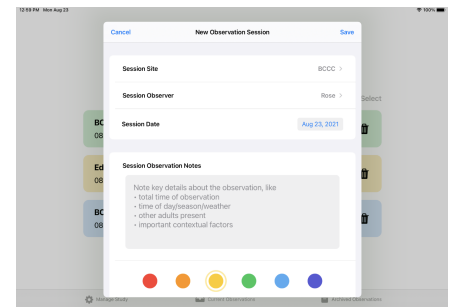 12:59 PM Mon Aug 23 100%
Cancel New Observation Session Save
Session Site BCCC >
Session Observer Rose >
Select
Session Date Aug 23, 2021
BC
08
Session Observation Notes
Ed
08
Note key details about the observation, like
• total time of observation
• time of day/season/weather
• other adults present
• important contextual factors
BC
08
Manage Study Current Observations Archived Observations